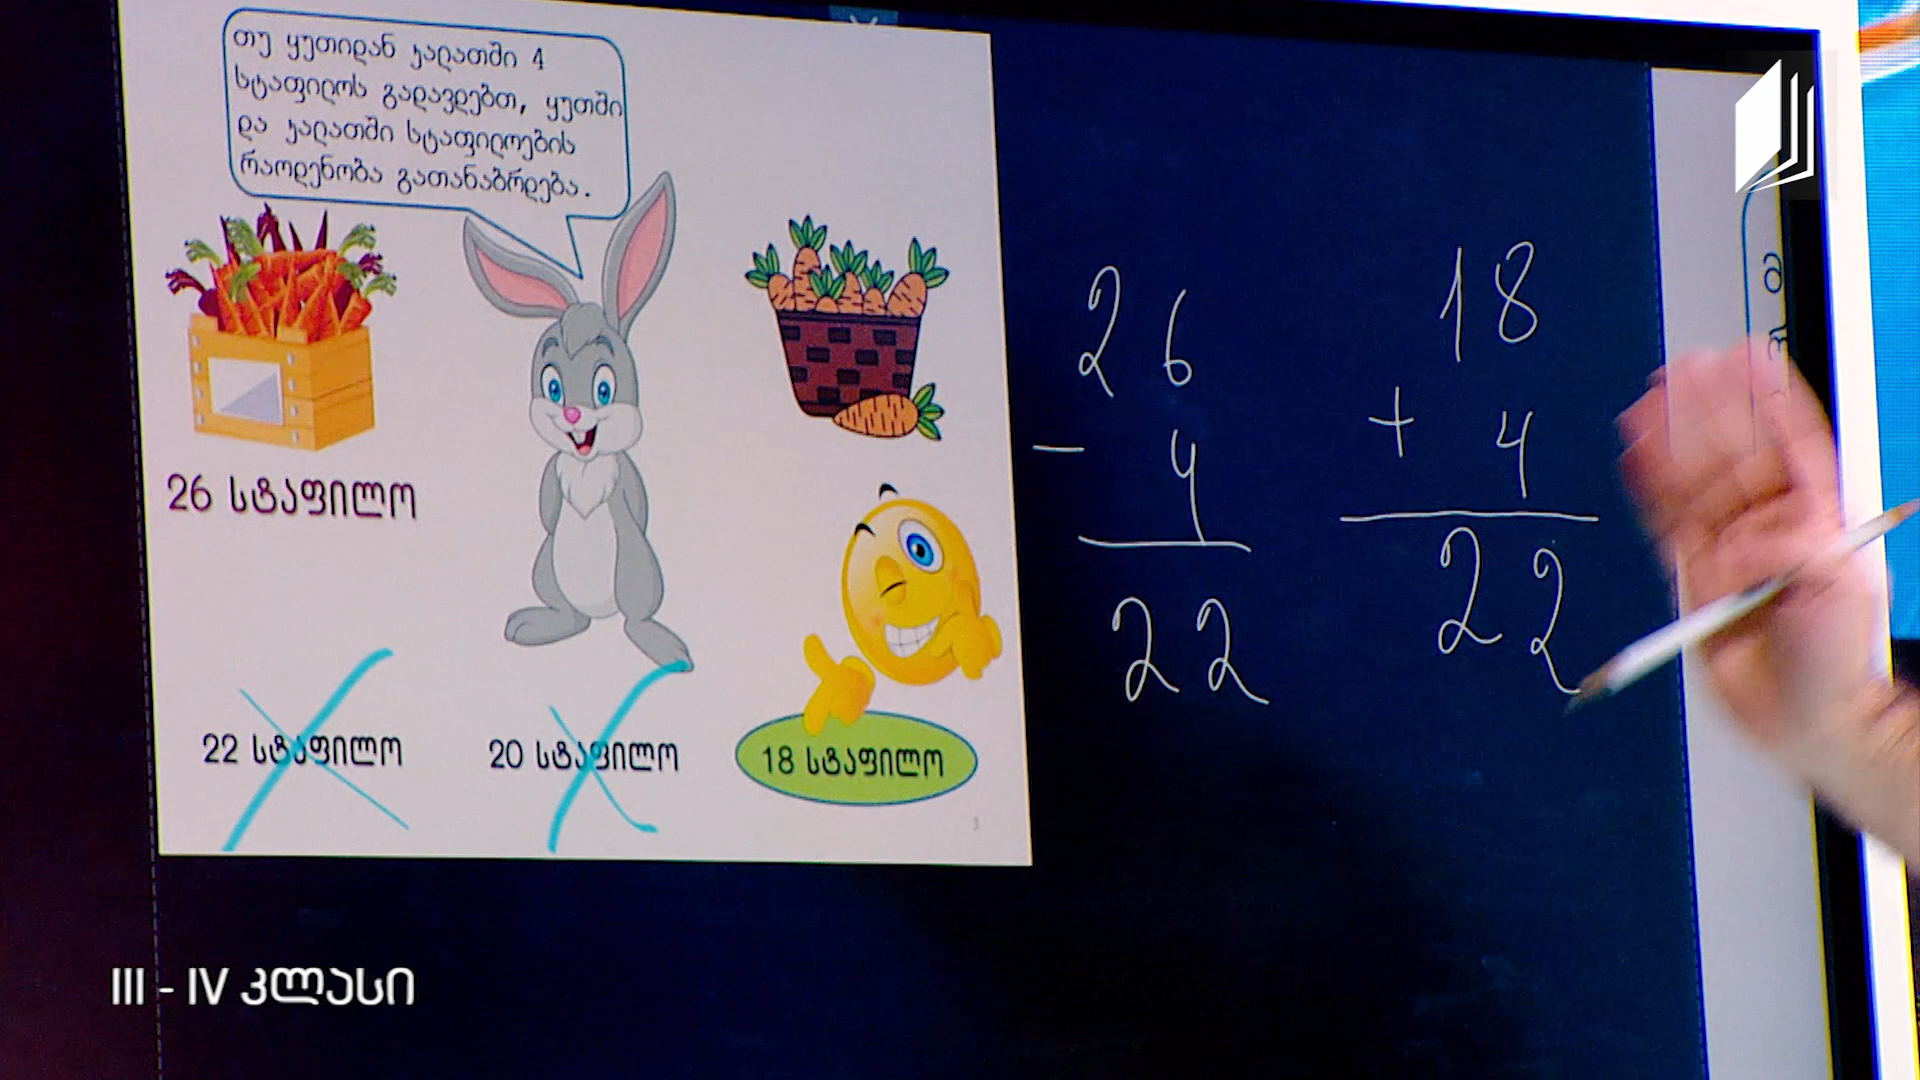 თუ ყუთიდან კალათში 4
სტაფილოს გადავდებთ, ყუთში
და კალათში სტაფილოების
რაოდენობა გათანაბრდება.
26 სტაფილო
22 სტაფილო
20 სტაფილო
18 სტაფილო
3
26
- 4
22
18
+ 4
22
III - IV კლასი